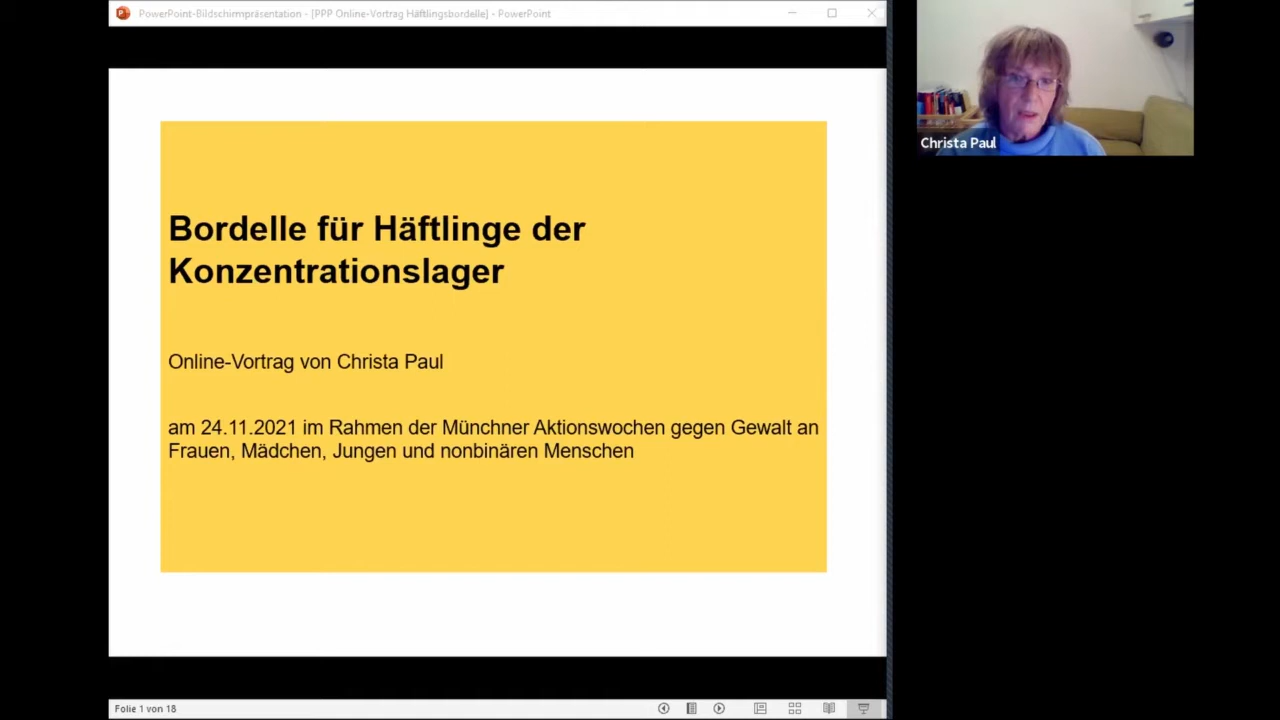 PowerPoint-Bildschirmpräsentation - [PPP Online-Vortrag Häftlingsbordelle] - PowerPoint
Bordelle für Häftlinge der
Konzentrationslager
Online-Vortrag von Christa Paul
am 24.11.2021 im Rahmen der Münchner Aktionswochen gegen Gewalt an
Frauen, Mädchen, Jungen und nonbinären Menschen
Folie 1 von 18
Christa Paul